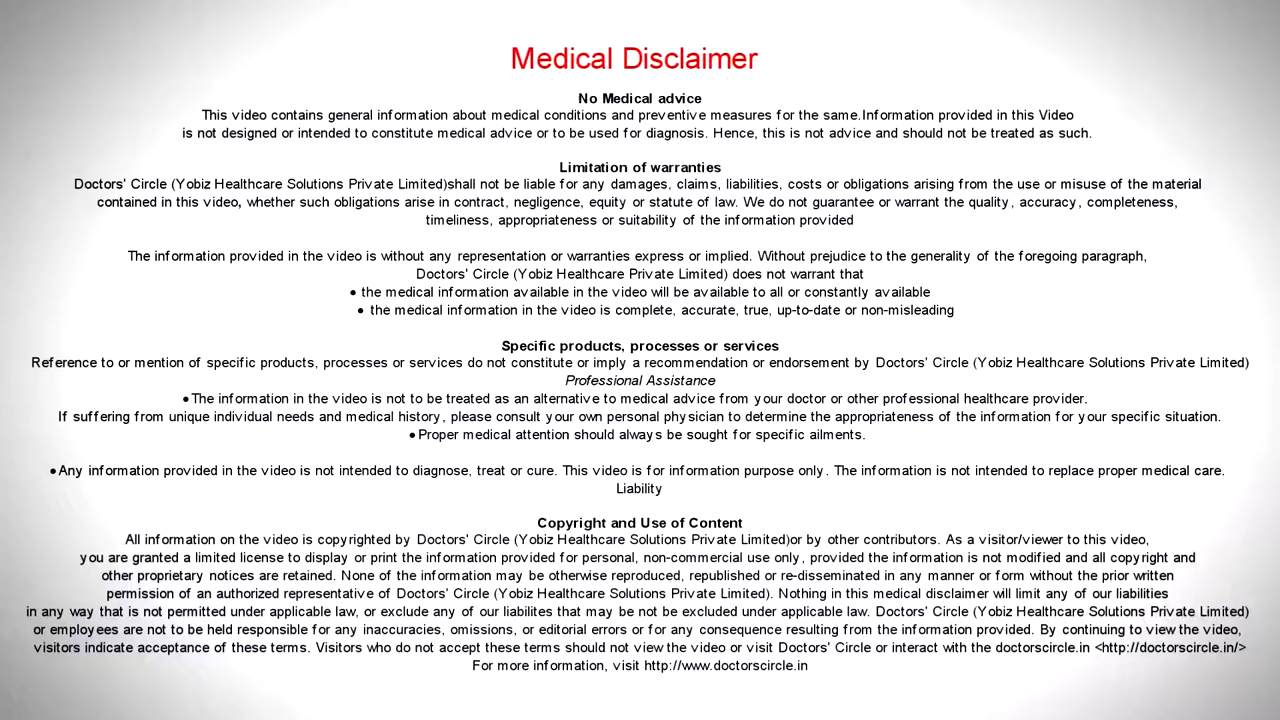 Medical Disclaimer
No Medical advice
This video contains general information about medical conditions and preventive measures for the same.Information provided in this Video
is not designed or intended to constitute medical advice or to be used for diagnosis. Hence, this is not advice and should not be treated as such.
Limitation of warranties
Doctors' Circle (Yobiz Healthcare Solutions Private Limited)shall not be liable for any damages, claims, liabilities, costs or obligations arising from the use or misuse of the material
contained in this video, whether such obligations arise in contract, negligence, equity or statute of law. We do not guarantee or warrant the quality, accuracy, completeness,
timeliness, appropriateness or suitability of the information provided
The information provided in the video is without any representation or warranties express or implied. Without prejudice to the generality of the foregoing paragraph,
Doctors' Circle (Yobiz Healthcare Private Limited) does not warrant that
• the medical information available in the video will be available to all or constantly available
• the medical information in the video is complete, accurate, true, up-to-date or non-misleading
Specific products, processes or services
Reference to or mention of specific products, processes or services do not constitute or imply a recommendation or endorsement by Doctors' Circle (Yobiz Healthcare Solutions Private Limited)
Professional Assistance
•The information in the video is not to be treated as an alternative to medical advice from your doctor or other professional healthcare provider.
If suffering from unique individual needs and medical history, please consult your own personal physician to determine the appropriateness of the information for your specific situation.
•Proper medical attention should always be sought for specific ailments.
•Any information provided in the video is not intended to diagnose, treat or cure. This video is for information purpose only. The information is not intended to replace proper medical care.
Liability
Copyright and Use of Content
All information on the video is copyrighted by Doctors' Circle (Yobiz Healthcare Solutions Private Limited)or by other contributors. As a visitor/viewer to this video,
you are granted a limited license to display or print the information provided for personal, non-commercial use only, provided the information is not modified and all copyright and
other proprietary notices are retained. None of the information may be otherwise reproduced, republished or re-disseminated in any manner or form without the prior written
permission of an authorized representative of Doctors' Circle (Yobiz Healthcare Solutions Private Limited). Nothing in this medical disclaimer will limit any of our liabilities
in any way that is not permitted under applicable law, or exclude any of our liabilites that may be not be excluded under applicable law. Doctors' Circle (Yobiz Healthcare Solutions Private Limited)
or employees are not to be held responsible for any inaccuracies, omissions, or editorial errors or for any consequence resulting from the information provided. By continuing to view the video,
visitors indicate acceptance of these terms. Visitors who do not accept these terms should not view the video or visit Doctors' Circle or interact with the doctorscircle.in <http://doctorscircle.in/>
For more information, visit http://www.doctorscircle.in